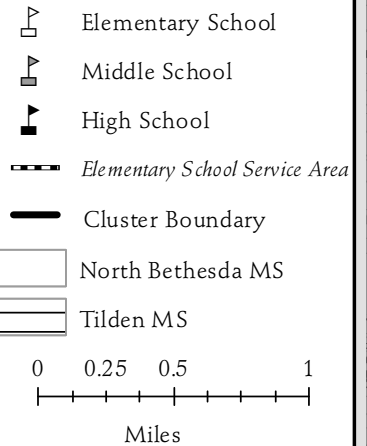 Elementary School
Middle School
High School
Elementary School Service Area
Cluster Boundary
North Bethesda MS
Tilden MS
0 0.25 0.5 1
Miles